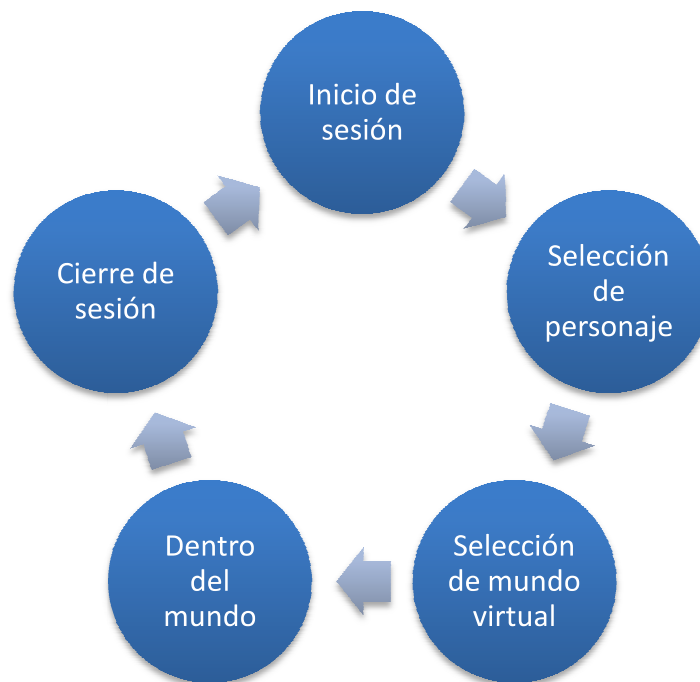 Inicio de
sesión
Selección
de
personaje
Selección
de mundo
virtual
Dentro
del
mundo
Cierre de
sesión